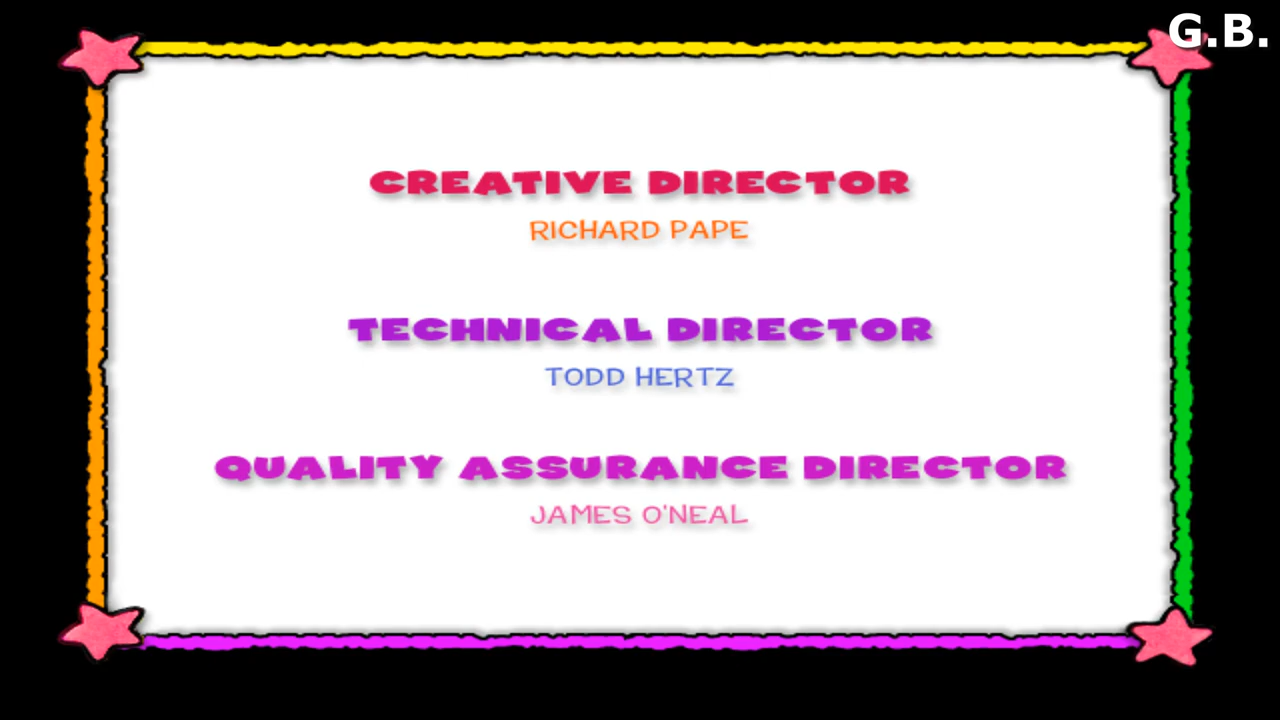 G.B.
CREATIVE DIRECTOR
RICHARD PAPE
TECHNICAL DIRECTOR
TODD HERTZ
QUALITY ASSURANCE DIRECTOR
JAMES O'NEAL